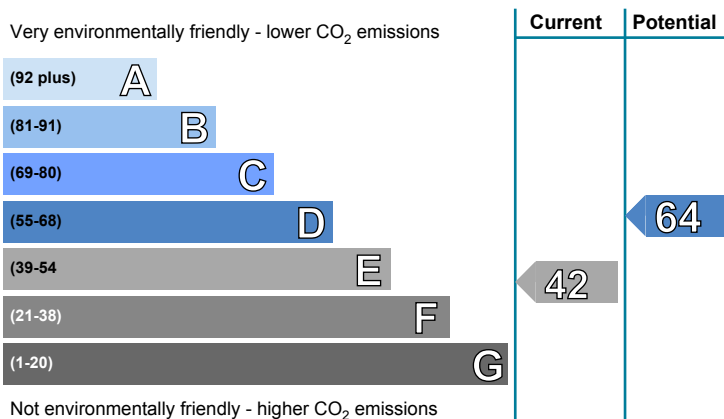 Current Potential
Very environmentally friendly - lower CO2 emissions
(92 plus) A
(81-91) B
(69-80) C
(55-68) D
64
(39-54 E
42
(21-38) F
(1-20) G
Not environmentally friendly - higher CO2 emissions